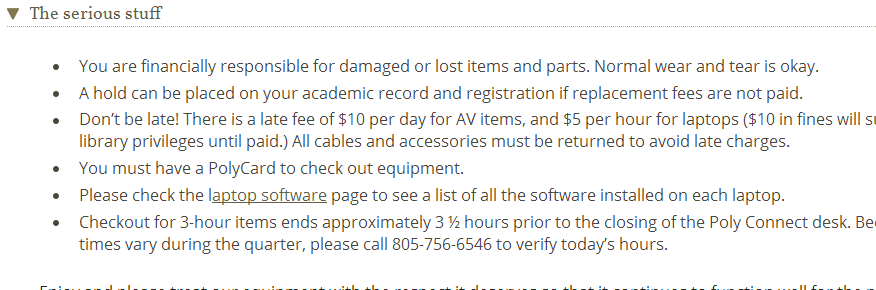 ▼ The serious stuff
• You are financially responsible for damaged or lost items and parts. Normal wear and tear is okay.
• A hold can be placed on your academic record and registration if replacement fees are not paid.
• Don’t be late! There is a late fee of $10 per day for AV items, and $5 per hour for laptops ($10 in fines will
library privileges until paid.) All cables and accessories must be returned to avoid late charges.
• You must have a PolyCard to check out equipment.
• Please check the laptop software page to see a list of all the software installed on each laptop.
• Checkout for 3-hour items ends approximately 3 ½ hours prior to the closing of the Poly Connect desk.
times vary during the quarter, please call 805-756-6546 to verify today’s hours.